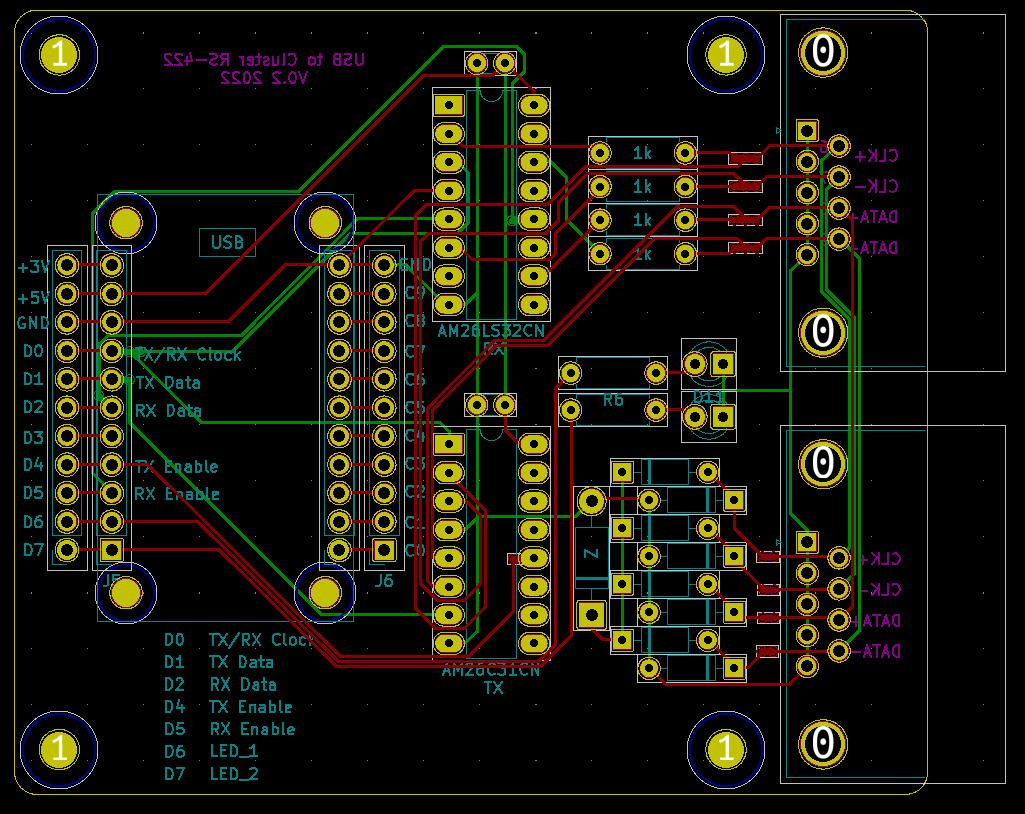 1
1
0
USB to Cluster RS-422
V0.2 2022
1k
1k
1k
1k
CLK+
CLK-
DATA+
DATA-
USB
+3V
+5V
GND
D0
D1
D2
D3
D4
D5
D6
D7
TX/RX Clock
TX Data
RX Data
TX Enable
RX Enable
J5
GND
C9
C8
C7
C6
C5
C4
C3
C2
C1
C0
J6
AM26LS32CN
RX
0
R6
D11
0
Z
CLK+
CLK-
DATA+
DATA-
AM26C31CN
TX
D0 TX/RX Clock
D1 TX Data
D2 RX Data
D4 TX Enable
D5 RX Enable
D6 LED_1
D7 LED_2
1
1
0